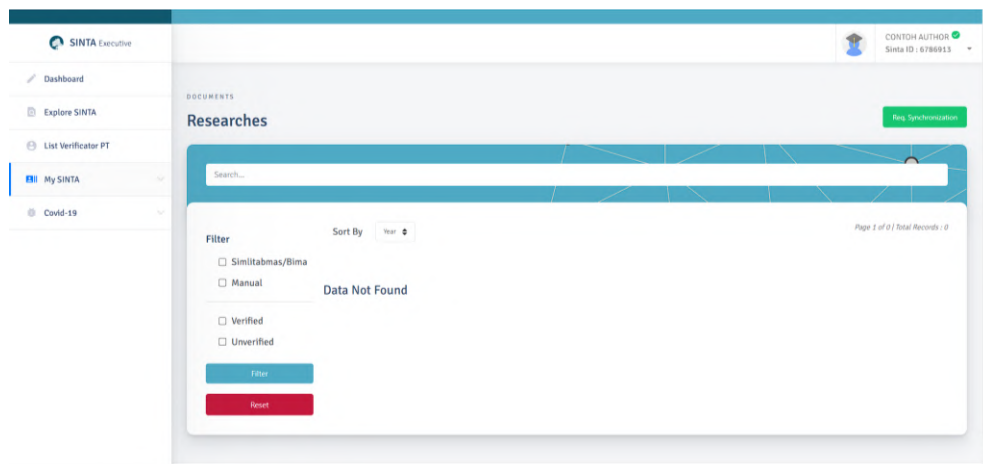 SINTA Executive
CONTOH AUTHOR
Sinta ID : 6786913
Dashboard
Explore SINTA
List Verificator PT
My SINTA
Covid-19
DOCUMENTS
Researches
Req. Synchronization
Search...
Filter
Simlitabmas/Bima
Manual
Verified
Unverified
Filter
Reset
Sort By Year
Page 1 of 0 | Total Records : 0
Data Not Found